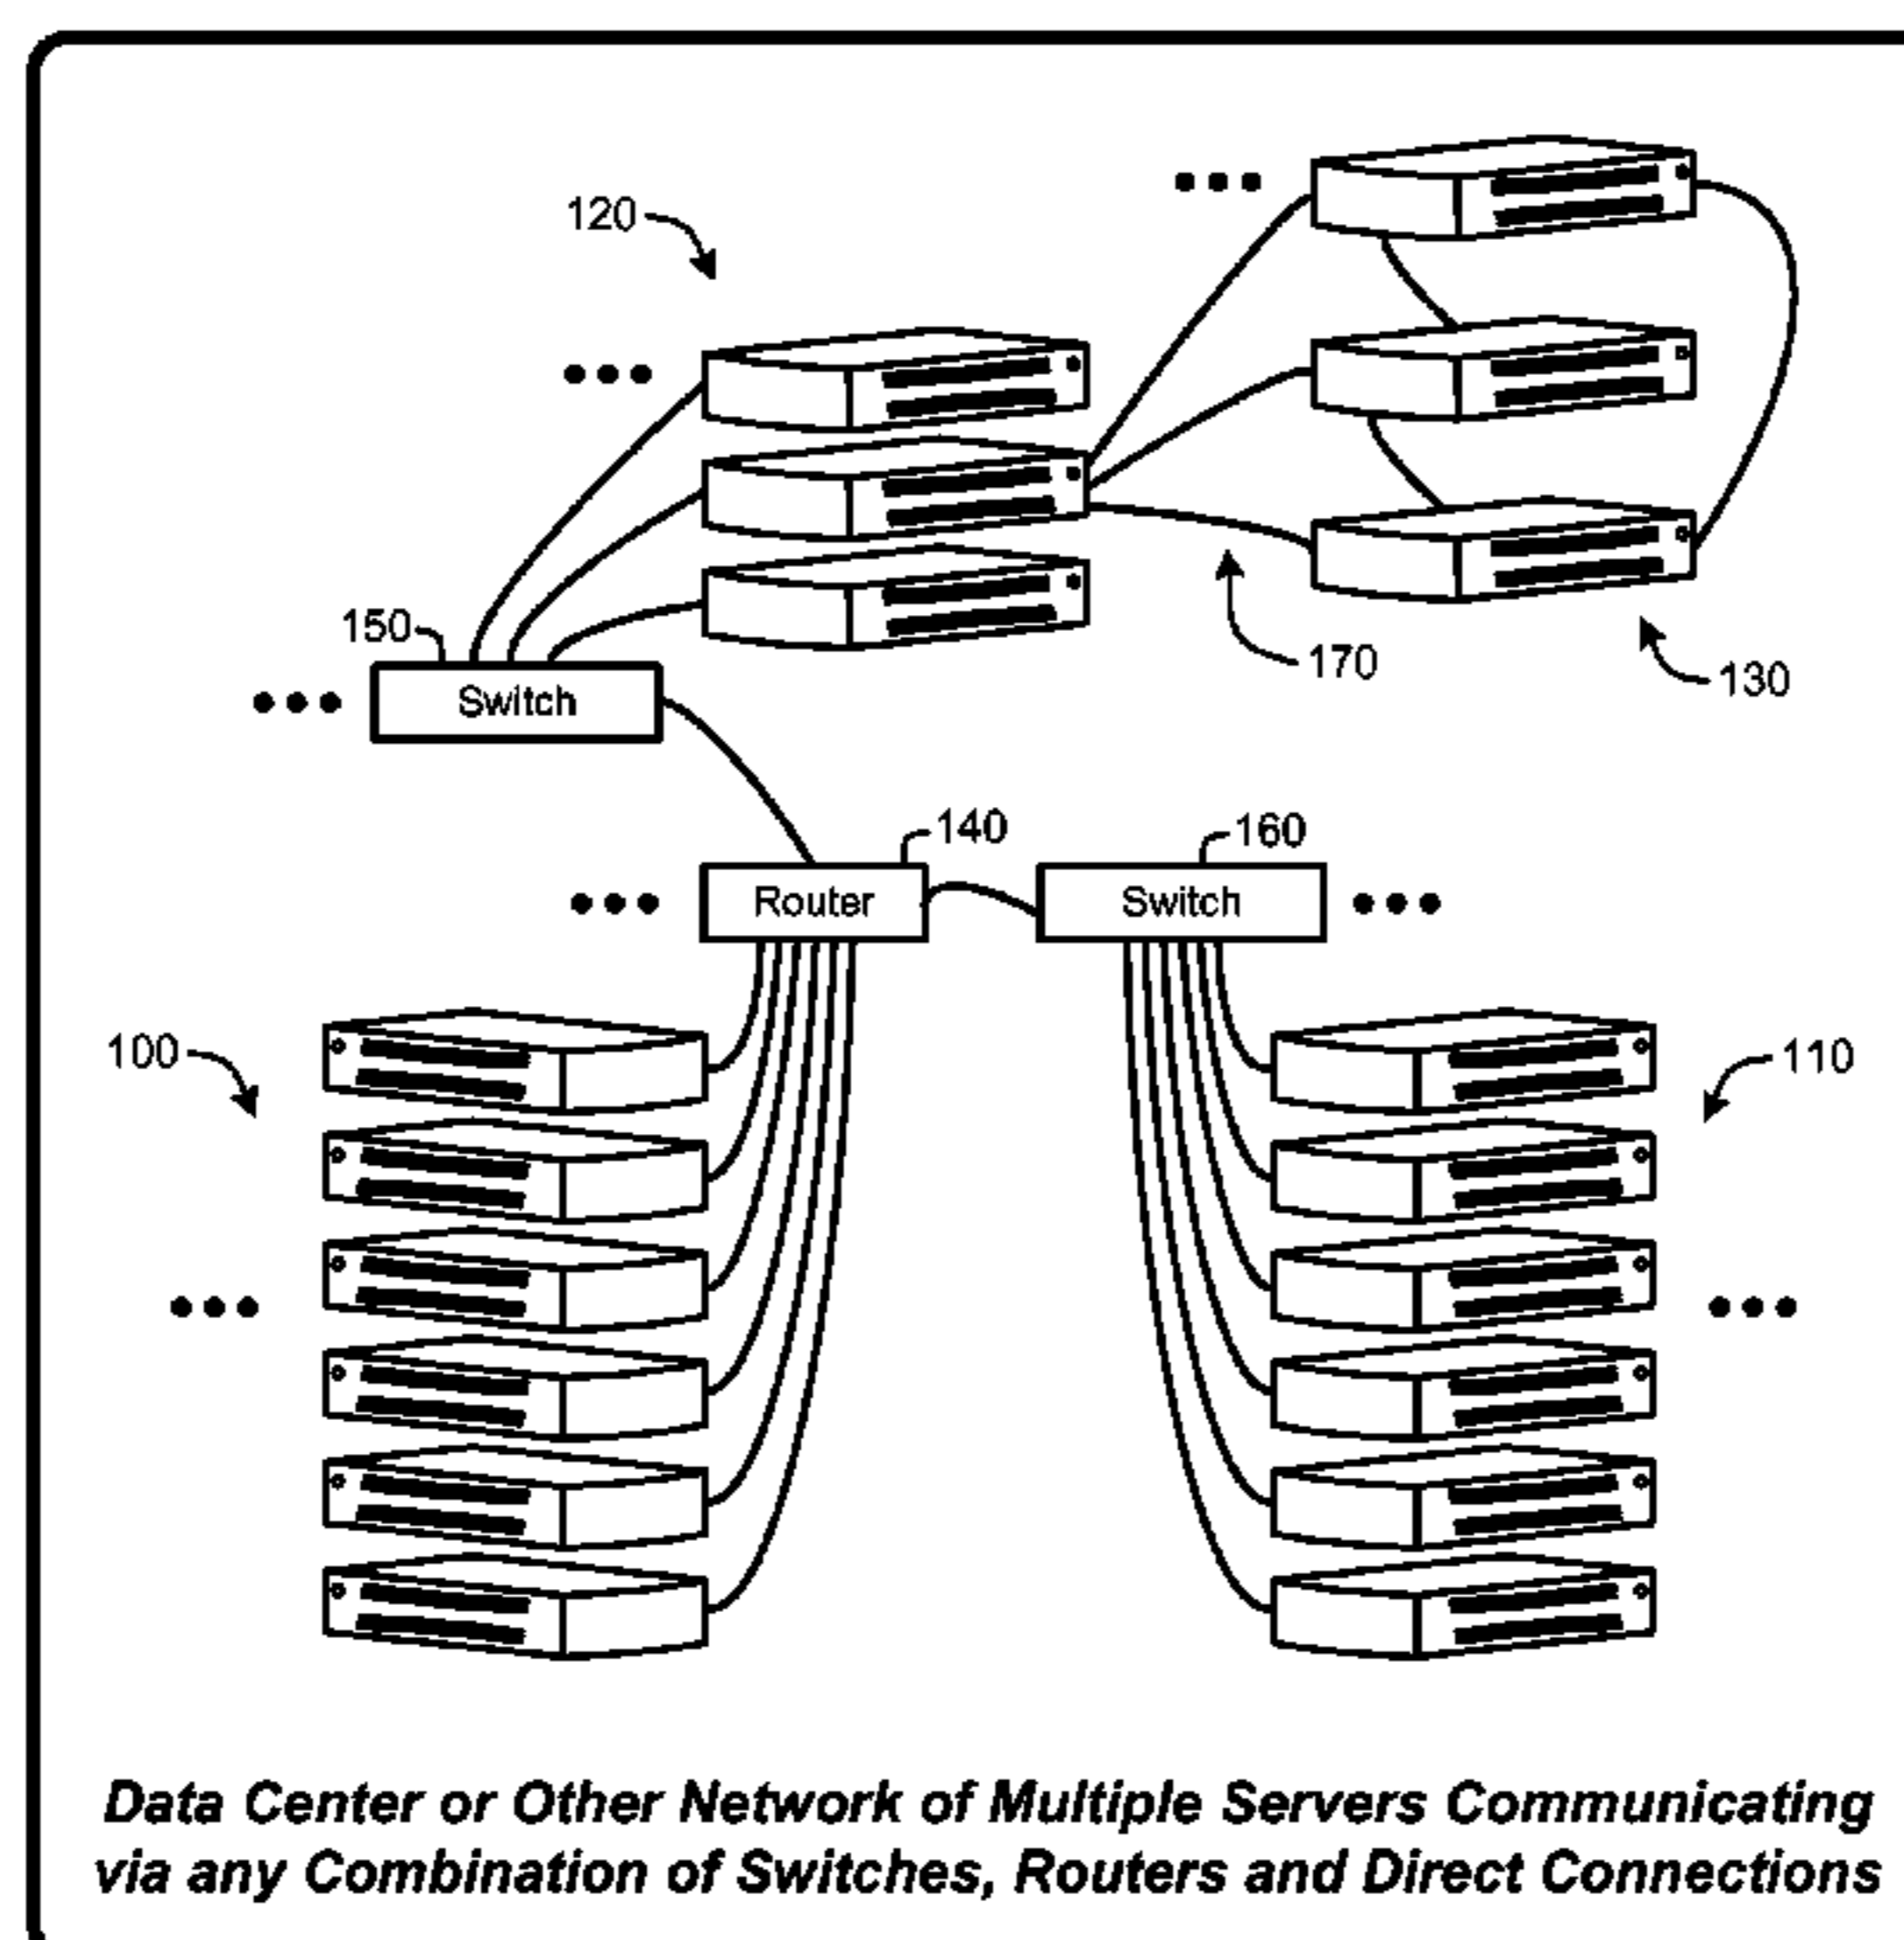 120
150
Switch
170
130
140
160
Router
Switch
100
110
Data Center or Other Network of Multiple Servers Communicating
via any Combination of Switches, Routers and Direct Connections